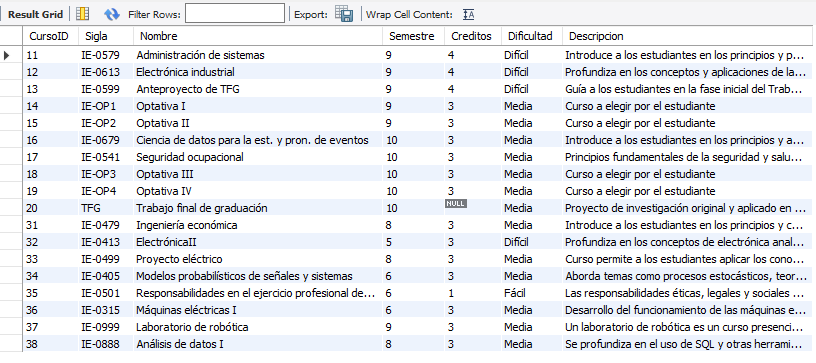 Result Grid Filter Rows: Export: Wrap Cell Content:
CursoID Sigla Nombre Semestre Creditos Dificultad Descripcion
11 IE-0579 Administración de sistemas 9 4 Difícil Introduce a los estudiantes en los principios y p...
12 IE-0613 Electrónica industrial 9 4 Difícil Profundiza en los conceptos y aplicaciones de la...
13 IE-0599 Anteproyecto de TFG 9 4 Difícil Guía a los estudiantes en la fase inicial del Trab...
14 IE-OP1 Optativa I 9 3 Media Curso a elegir por el estudiante
15 IE-OP2 Optativa II 9 3 Media Curso a elegir por el estudiante
16 IE-0679 Ciencia de datos para la est. y pron. de eventos 10 3 Media Introduce a los estudiantes en los principios y a...
17 IE-0541 Seguridad ocupacional 10 3 Media Principios fundamentales de la seguridad y salu...
18 IE-OP3 Optativa III 10 3 Media Curso a elegir por el estudiante
19 IE-OP4 Optativa IV 10 3 Media Curso a elegir por el estudiante
20 TFG Trabajo final de graduación 10 NULL Media Proyecto de investigación original y aplicado en ...
31 IE-0479 Ingeniería económica 8 3 Media Introduce a los estudiantes en los principios y c...
32 IE-0413 ElectrónicaII 5 3 Difícil Profundiza en los conceptos de electrónica anal...
33 IE-0499 Proyecto eléctrico 8 3 Media Curso permite a los estudiantes aplicar los cono...
34 IE-0405 Modelos probabilísticos de señales y sistemas 6 3 Media Aborda temas como procesos estocásticos, teor...
35 IE-0501 Responsabilidades en el ejercicio profesional de... 6 1 Fácil Las responsabilidades éticas, legales y sociales ...
36 IE-0315 Máquinas eléctricas I 6 3 Media Desarrollo del funcionamiento de las máquinas e...
37 IE-0999 Laboratorio de robótica 9 3 Media Un laboratorio de robótica es un curso presenci...
38 IE-0888 Análisis de datos I 8 3 Media Se profundiza en el uso de SQL y otras herrami...